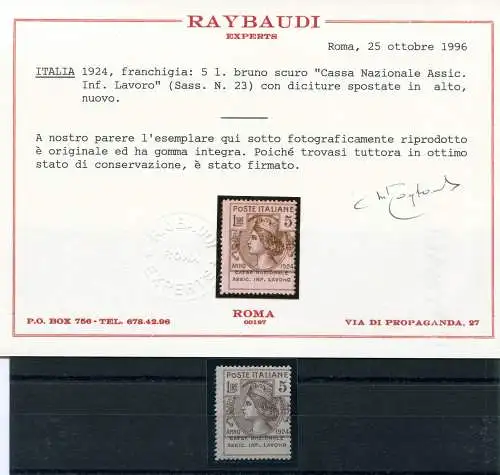 RAYBAUDI
EXPERTS
Roma, 25 ottobre 1996
ITALIA 1924, franchigia: 5 l. bruno scuro "Cassa Nazionale Assic.
Inf. Lavoro" (Sass. N. 23) con diciture spostate in alto,
nuovo.
A nostro parere l'esemplare qui sotto fotograficamente riprodotto
è originale ed ha gomma integra. Poiché trovasi tuttora in ottimo
stato di conservazione, è stato firmato.
POSTE ITALIANE
5
ANNO 1924
CASSA NAZIONALE
ASSIC. INF. LAVORO
ROMA
EXPERTS
P.O. BOX 756 - TEL. 678.42.96
ROMA
00187
VIA DI PROPAGANDA, 27
POSTE ITALIANE
5
ANNO 1924
CASSA NAZIONALE
ASSIC. INF. LAVORO